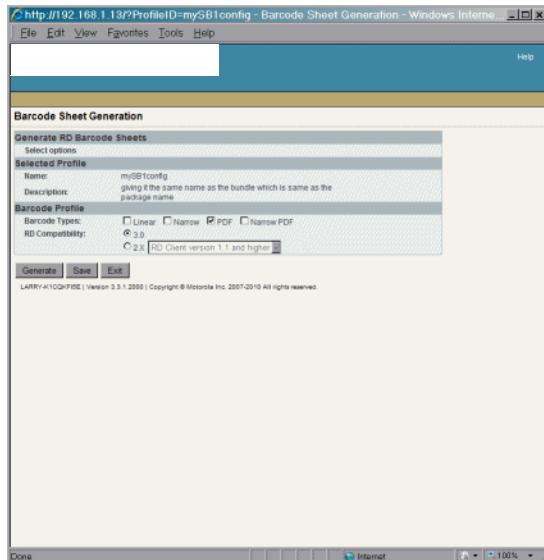 http://192.168.1.13/?ProfileID=mySB1config - Barcode Sheet Generation - Windows Interne...
File Edit View Favorites Tools Help
Help
Barcode Sheet Generation
Generate RD Barcode Sheets
Select options
Selected Profile
Name: mySB1config
Description: giving it the same name as the bundle which is same as the
package name
Barcode Profile
Barcode Types: Linear Narrow PDF Narrow PDF
RD Compatibility: 3.0
2.X RD Client version 1.1 and higher
Generate Save Exit
Version 3.3.1.2000 | Copyright © Motorola Inc. 2007-2010 All rights reserved.
Done Internet 100%